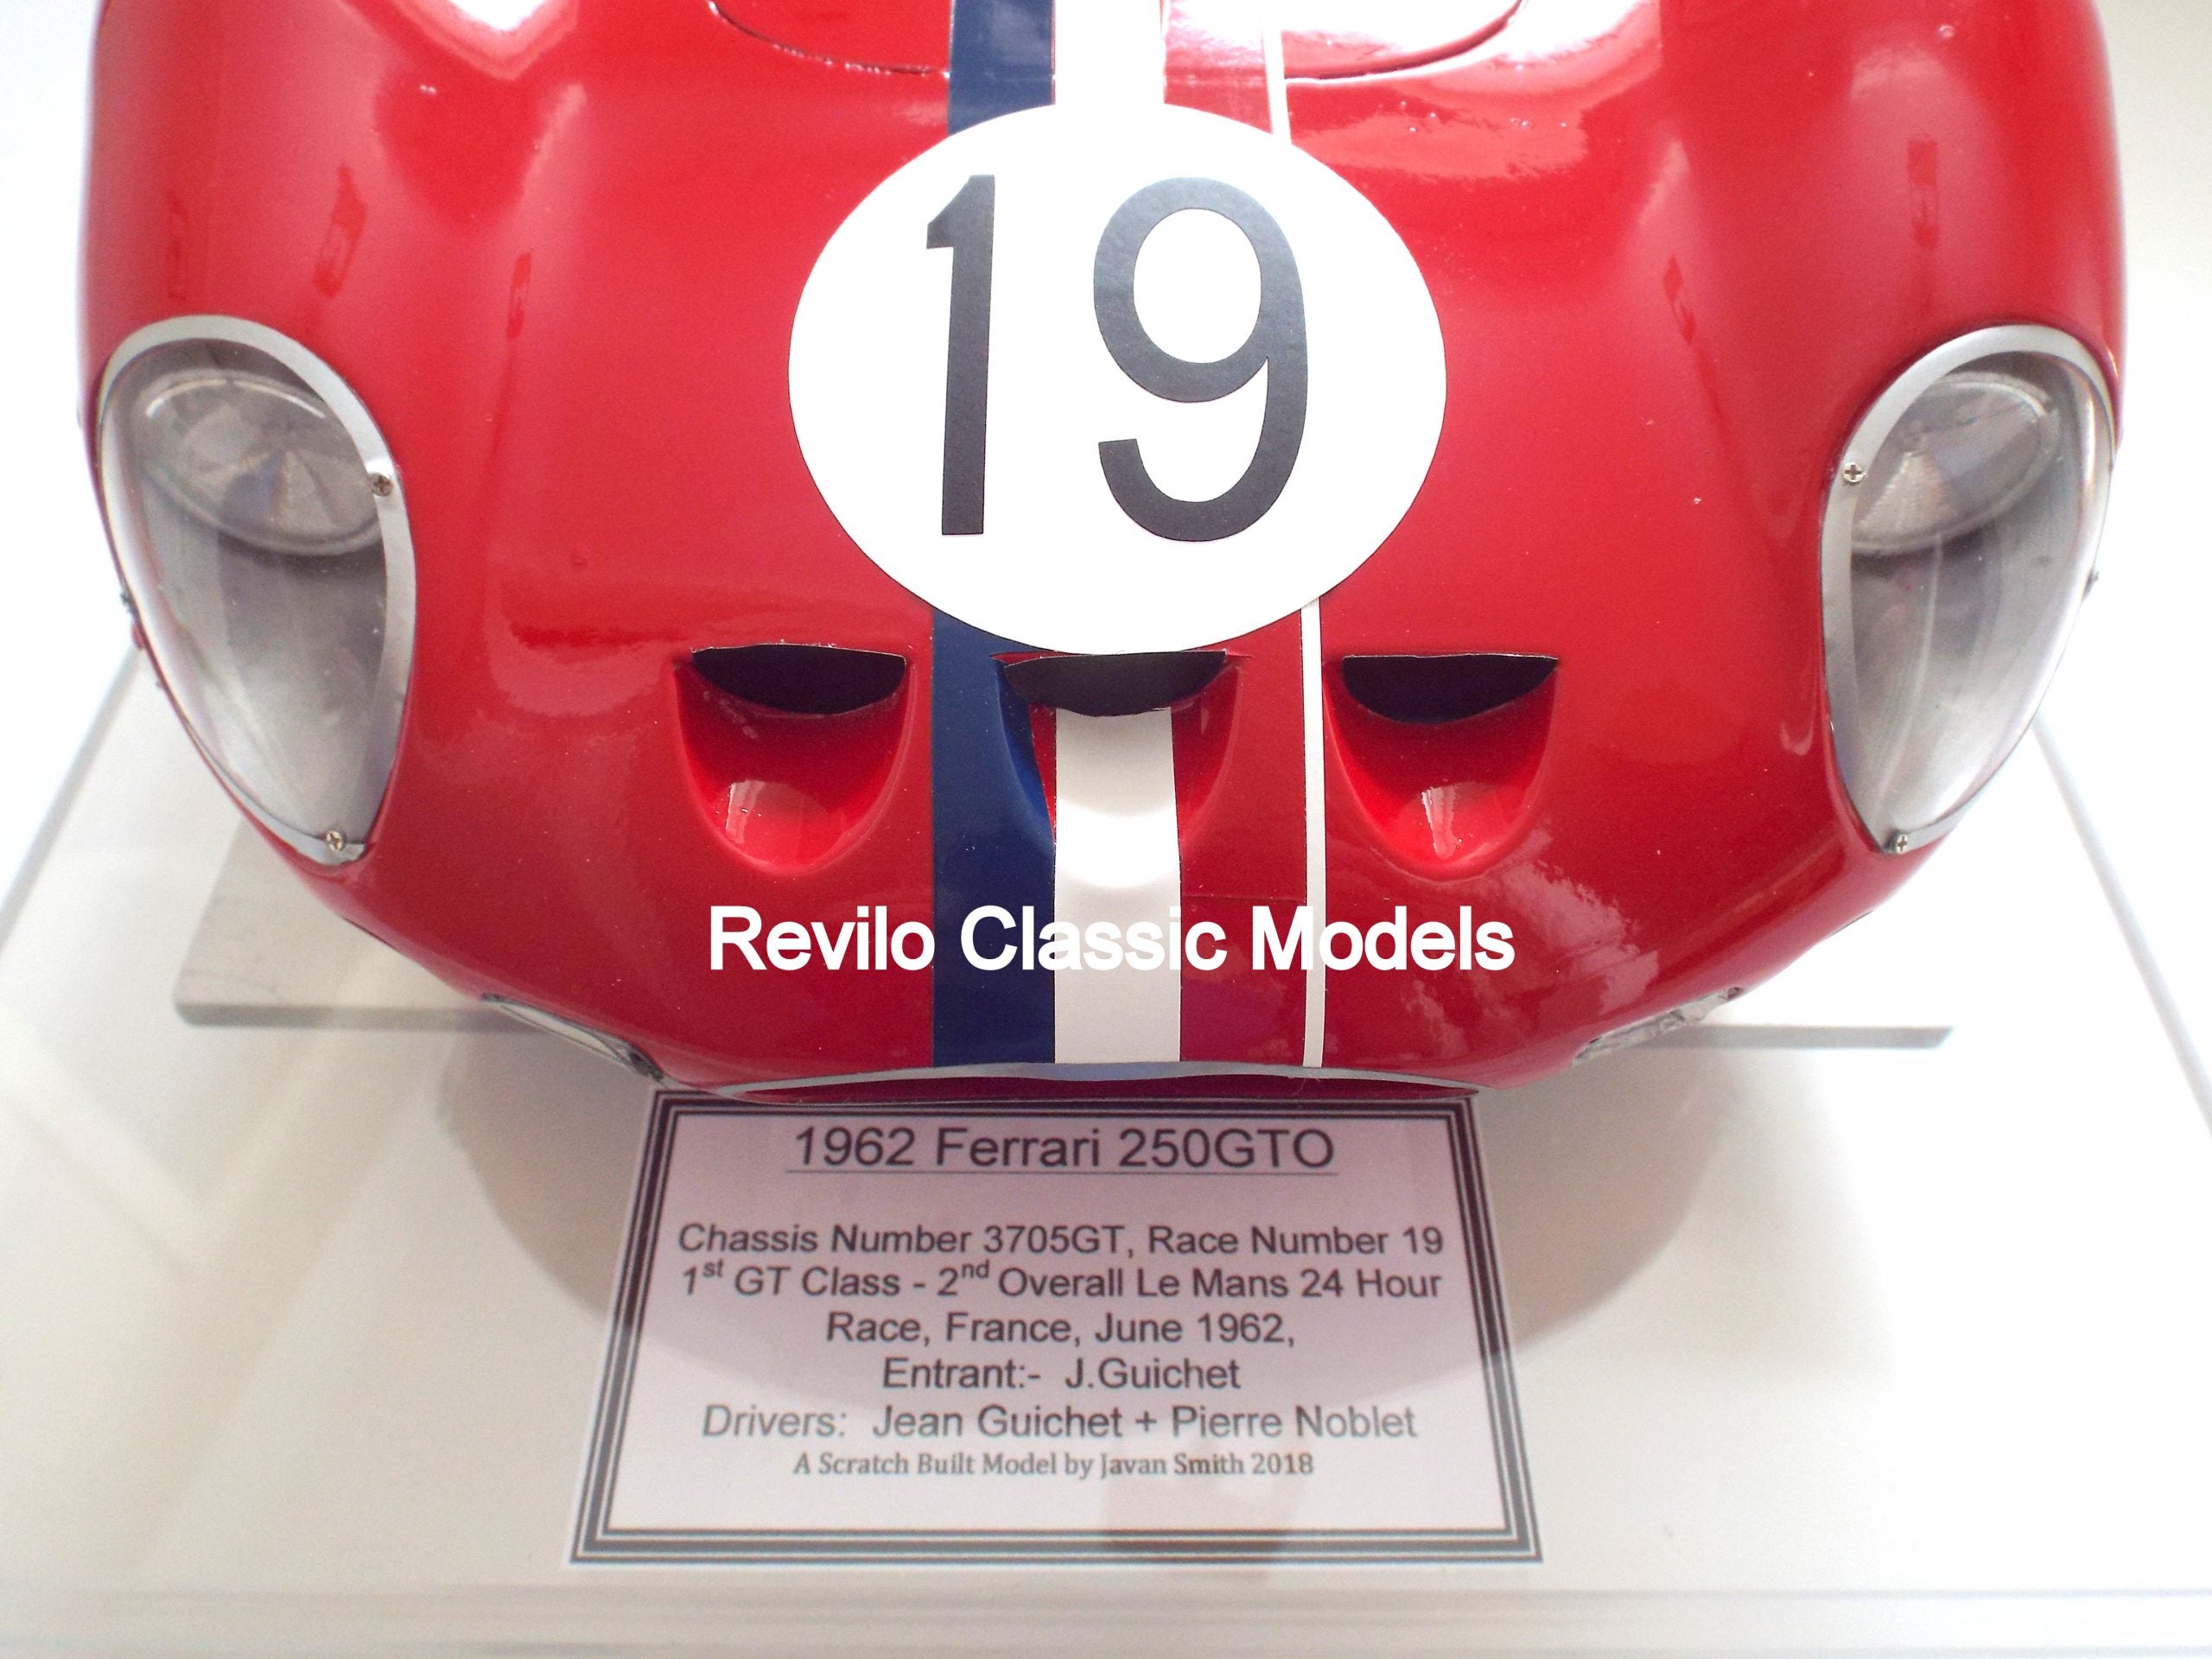 19
Revilo Classic Models
1962 Ferrari 250GTO
Chassis Number 3705GT, Race Number 19
1st GT Class - 2nd Overall Le Mans 24 Hour
Race, France, June 1962,
Entrant:- J.Guichet
Drivers: Jean Guichet + Pierre Noblet
A Scratch Built Model by Javan Smith 2018